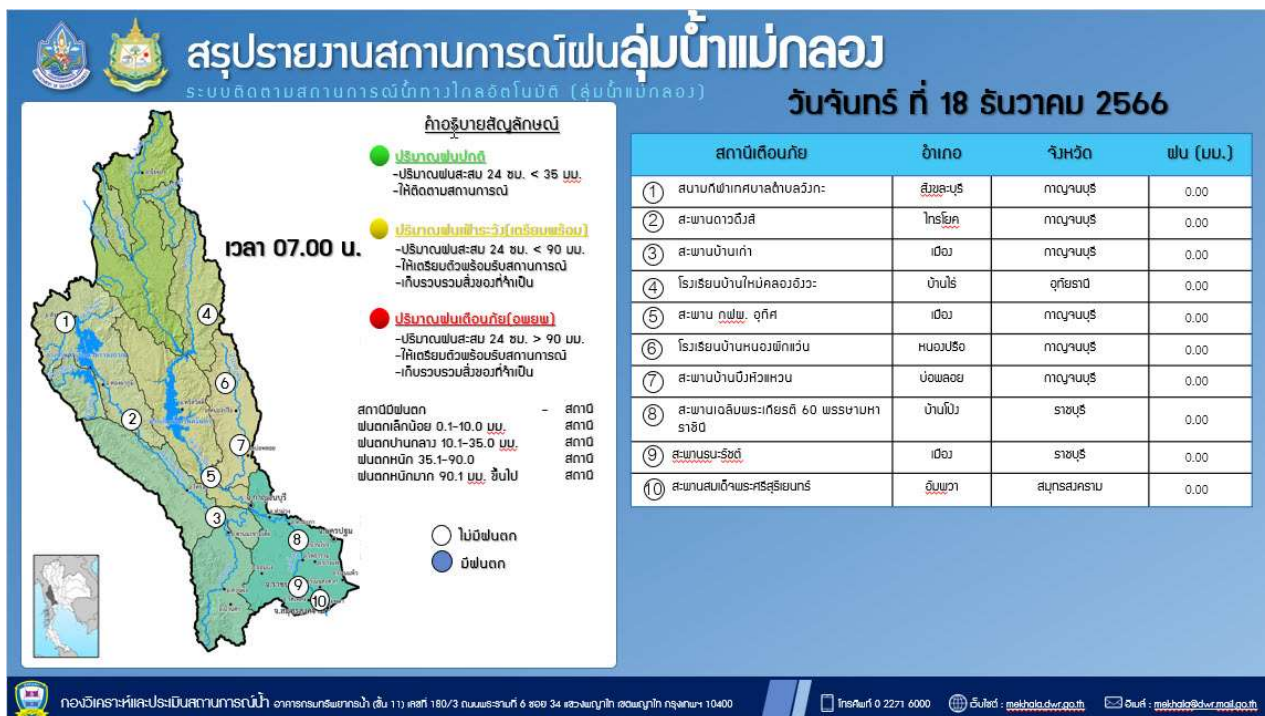 สรุปรายงานสถานการณ์ฝนลุ่มน้ำแม่กลอง
ระบบติดตามสถานการณ์น้ำทางไกลอัตโนมัติ (ลุ่มน้ำแม่กลอง)
วันจันทร์ ที่ 18 ธันวาคม 2566
คำอธิบายสัญลักษณ์
ปริมาณฝนปกติ
-ปริมาณฝนสะสม 24 ชม. < 35 มม.
-ให้ติดตามสถานการณ์
เวลา 07.00 น.
ปริมาณฝนเฝ้าระวัง(เตรียมพร้อม)
-ปริมาณฝนสะสม 24 ชม. < 90 มม.
-ให้เตรียมตัวพร้อมรับสถานการณ์
-เก็บรวบรวมสิ่งของที่จำเป็น
ปริมาณฝนเตือนภัย(อพยพ)
-ปริมาณฝนสะสม 24 ชม. > 90 มม.
-ให้เตรียมตัวพร้อมรับสถานการณ์
-เก็บรวบรวมสิ่งของที่จำเป็น
สถานีมีฝนตก - สถานี
ฝนตกเล็กน้อย 0.1-10.0 มม. สถานี
ฝนตกปานกลาง 10.1-35.0 มม. สถานี
ฝนตกหนัก 35.1-90.0 สถานี
ฝนตกหนักมาก 90.1 มม. ขึ้นไป สถานี
ไม่มีฝนตก
มีฝนตก
1
4
6
2
7
5
3
8
9
10
สถานีเตือนภัย อำเภอ จังหวัด ฝน (มม.)
1 สนามกีฬาเทศบาลตำบลวังกะ สังขละบุรี กาญจนบุรี 0.00
2 สะพานดาวดึงส์ ไทรโยค กาญจนบุรี 0.00
3 สะพานบ้านเก่า เมือง กาญจนบุรี 0.00
4 โรงเรียนบ้านใหม่คลองอังวะ บ้านไร่ อุทัยธานี 0.00
5 สะพาน กฟผ. อุทิศ เมือง กาญจนบุรี 0.00
6 โรงเรียนบ้านหนองผักแว่น หนองปรือ กาญจนบุรี 0.00
7 สะพานบ้านบึงหัวแหวน บ่อพลอย กาญจนบุรี 0.00
8 สะพานเฉลิมพระเกียรติ 60 พรรษามหา บ้านโป่ง ราชบุรี 0.00
ราชินี
9 สะพานธนะรัชต์ เมือง ราชบุรี 0.00
10 สะพานสมเด็จพระศรีสุริเยนทร์ อัมพวา สมุทรสงคราม 0.00
กองวิเคราะห์และประเมินสถานการณ์น้ำ อาคารกรมทรัพยากรน้ำ (ชั้น 11) เลขที่ 180/3 ถนนพระรามที่ 6 ซอย 34 แขวงพญาไท เขตพญาไท กรุงเทพฯ 10400 โทรศัพท์ 0 2271 6000 เว็บไซต์ : mekhala.dwr.go.th อีเมล์ : mekhala@dwr.mail.go.th